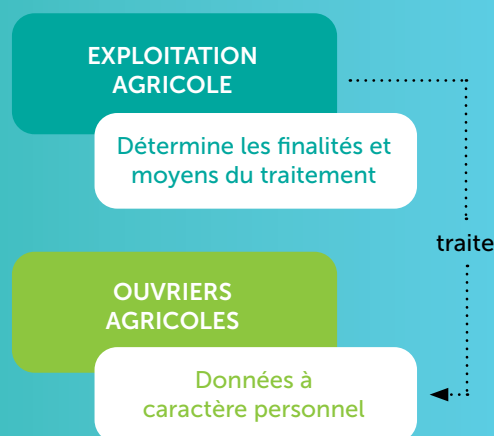 EXPLOITATION
AGRICOLE
Détermine les finalités et
moyens du traitement
traite
OUVRIERS
AGRICOLES
Données à
caractère personnel